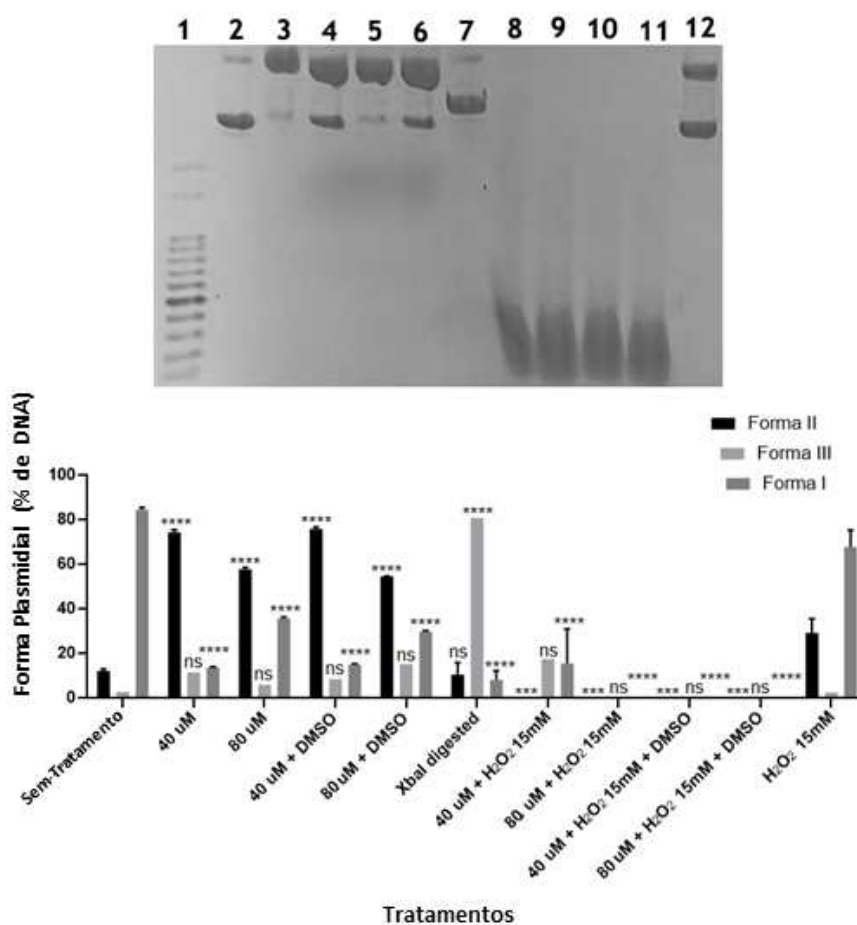 1 2 3 4 5 6 7 8 9 10 11 12
Forma II
Forma III
Forma I
Forma Plasmidial (% de DNA)
100
80
60
40
20
0
**** ns ****
**** ns ****
**** ns ****
**** ns ****
ns **** ****
*** ns ****
*** ns ****
*** ns ****
*** ns ****
Sem-Tratamento
40 uM
80 uM
40 uM + DMSO
80 uM + DMSO
XbaI digested
40 uM + H₂O₂ 15mM
80 uM + H₂O₂ 15mM
40 uM + H₂O₂ 15mM + DMSO
80 uM + H₂O₂ 15mM + DMSO
H₂O₂ 15mM
Tratamentos